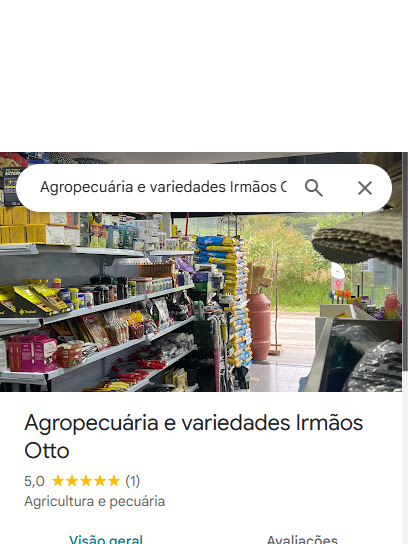 Agropecuária e variedades Irmãos
Agropecuária e variedades Irmãos
Otto
5,0 (1)
Agricultura e pecuária
Visão geral
Avaliações